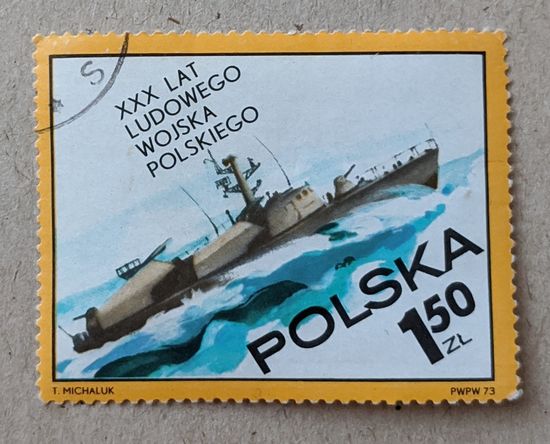 S
XXX LAT
LUDOWEGO
WOJSKA
POLSKIEGO
POLSKA
1.50
ZŁ
T. MICHALUK
PWPW 73